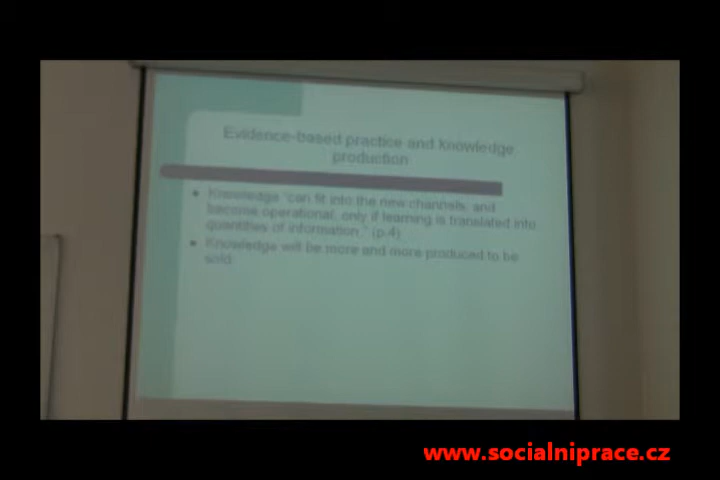 Evidence-based practice and knowledge
production
• Knowledge "can fit into the new channels, and
become operational, only if learning is translated into
quantities of information." (p.4)
• Knowledge will be more and more produced to be
sold
www.socialniprace.cz